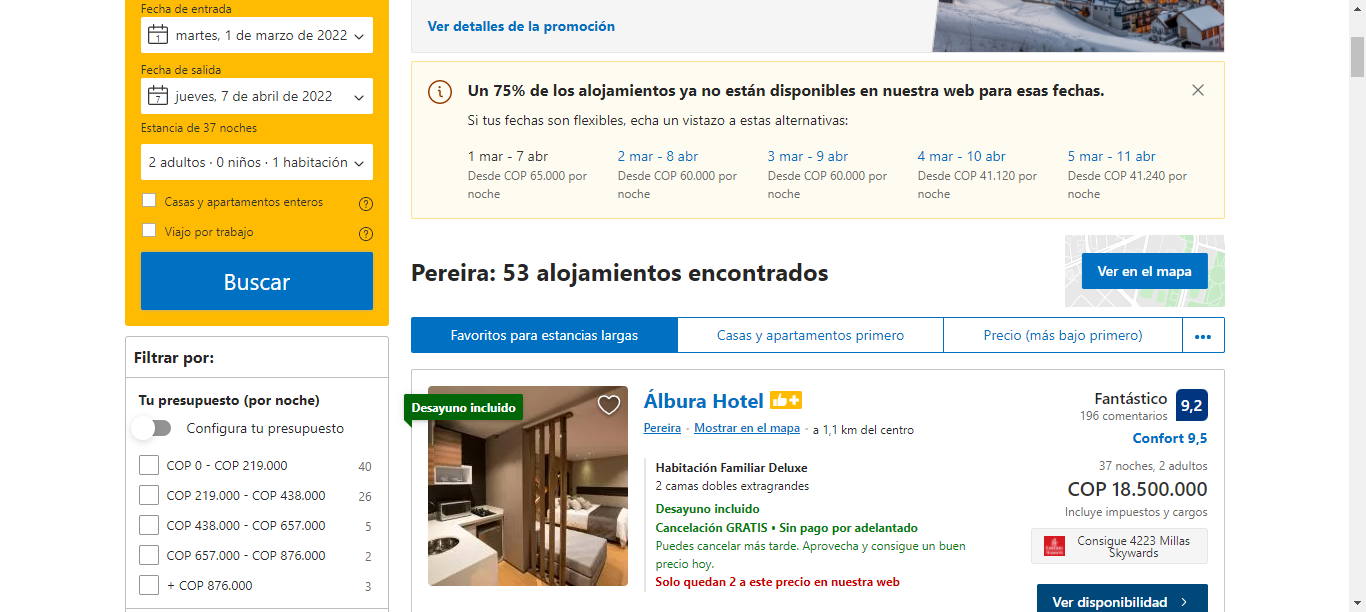 Fecha de entrada
martes, 1 de marzo de 2022
Fecha de salida
jueves, 7 de abril de 2022
Estancia de 37 noches
2 adultos · 0 niños · 1 habitación
Casas y apartamentos enteros
Viajo por trabajo
Buscar
Filtrar por:
Tu presupuesto (por noche)
Configura tu presupuesto
COP 0 - COP 219.000 40
COP 219.000 - COP 438.000 26
COP 438.000 - COP 657.000 5
COP 657.000 - COP 876.000 2
+ COP 876.000 3
Ver detalles de la promoción
Un 75% de los alojamientos ya no están disponibles en nuestra web para esas fechas.
Si tus fechas son flexibles, echa un vistazo a estas alternativas:
1 mar - 7 abr
Desde COP 65.000 por
noche
2 mar - 8 abr
Desde COP 60.000 por
noche
3 mar - 9 abr
Desde COP 60.000 por
noche
4 mar - 10 abr
Desde COP 41.120 por
noche
5 mar - 11 abr
Desde COP 41.240 por
noche
Pereira: 53 alojamientos encontrados
Ver en el mapa
Favoritos para estancias largas
Casas y apartamentos primero
Precio (más bajo primero)
Desayuno incluido
Álbura Hotel
Pereira · Mostrar en el mapa · a 1,1 km del centro
Habitación Familiar Deluxe
2 camas dobles extragrandes
Desayuno incluido
Cancelación GRATIS • Sin pago por adelantado
Puedes cancelar más tarde. Aprovecha y consigue un buen
precio hoy.
Solo quedan 2 a este precio en nuestra web
Fantástico 9,2
196 comentarios
Confort 9,5
37 noches, 2 adultos
COP 18.500.000
Incluye impuestos y cargos
Consigue 4223 Millas
Skywards
Ver disponibilidad